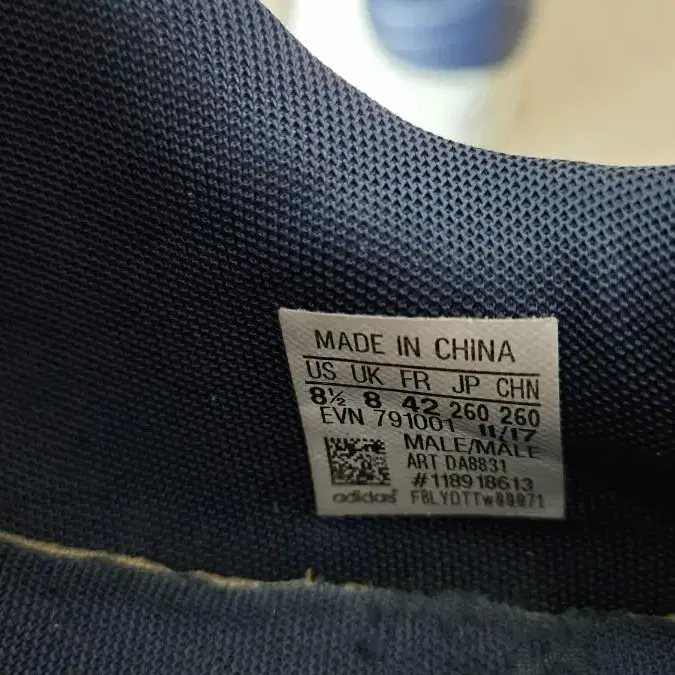 MADE IN CHINA
US UK FR JP CHN
8½ 8 42 260 260
EVN 791001 11/17
MALE/MALE
ART DA8831
#118918613
adidas